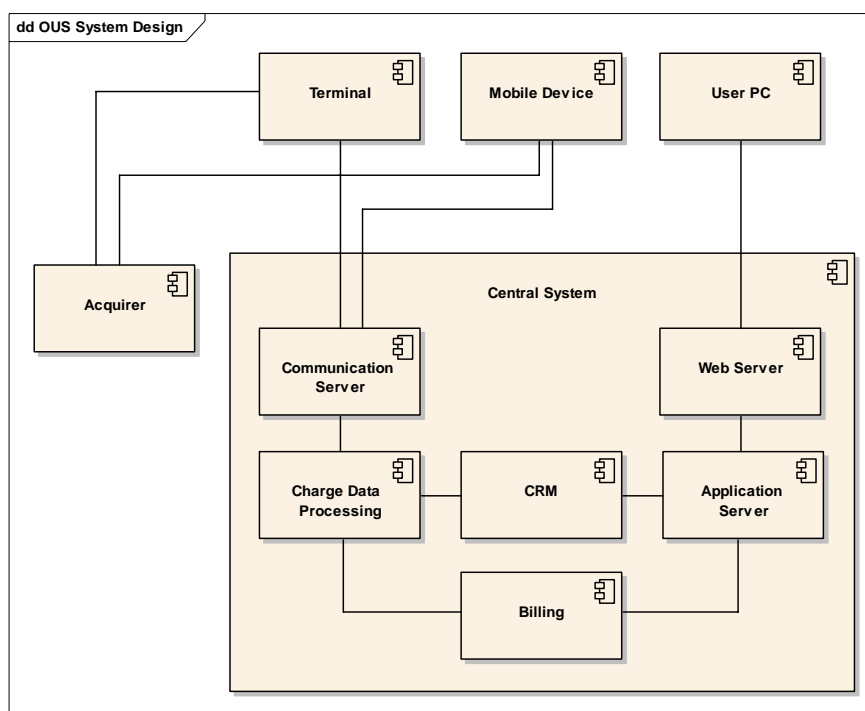 dd OUS System Design
Terminal
Mobile Device
User PC
Acquirer
Central System
Communication
Server
Web Server
Charge Data
Processing
CRM
Application
Server
Billing